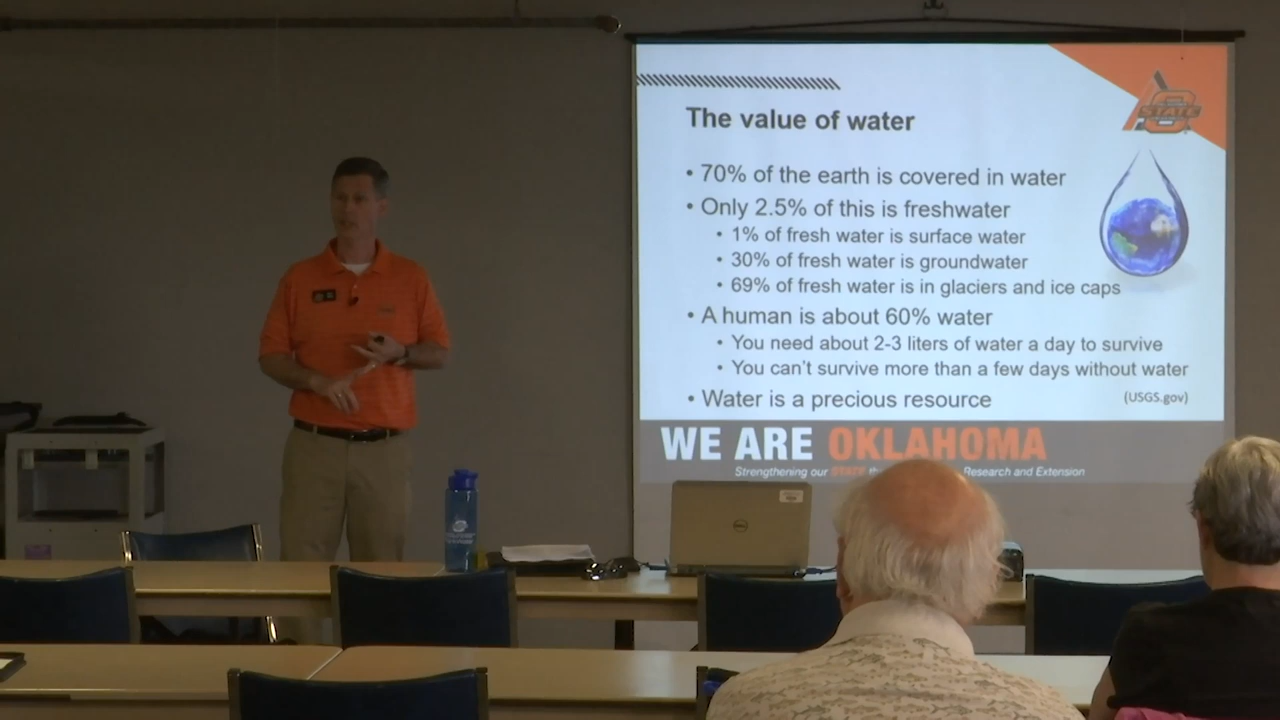 The value of water
STATE
• 70% of the earth is covered in water
• Only 2.5% of this is freshwater
• 1% of fresh water is surface water
• 30% of fresh water is groundwater
• 69% of fresh water is in glaciers and ice caps
• A human is about 60% water
• You need about 2-3 liters of water a day to survive
• You can't survive more than a few days without water
• Water is a precious resource
(USGS.gov)
WE ARE OKLAHOMA
Strengthening our STATE Research and Extension
DELL